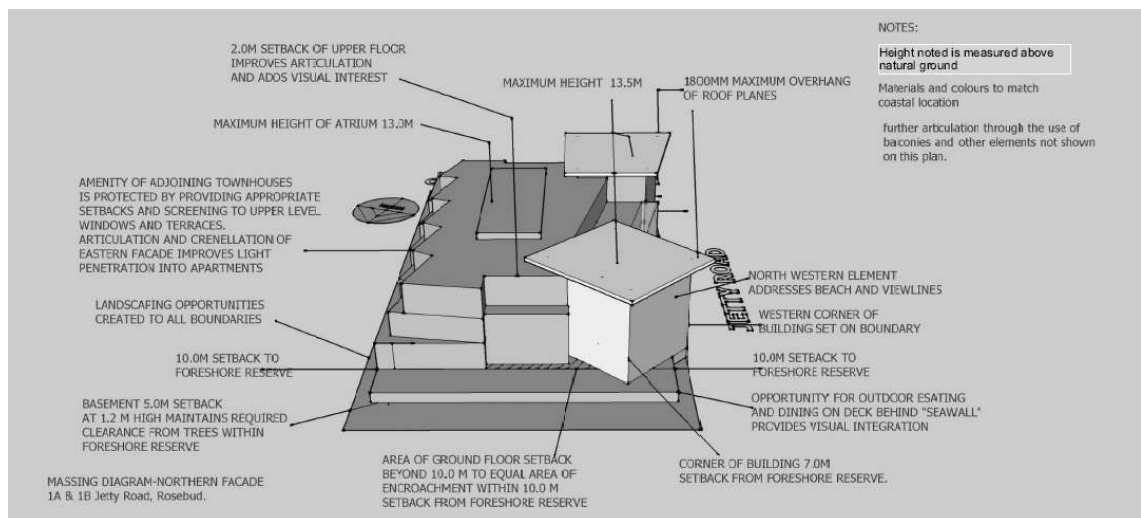 NOTES:
Height noted is measured above
natural ground
Materials and colours to match
coastal location
further articulation through the use of
balconies and other elements not shown
on this plan.
2.0M SETBACK OF UPPER FLOOR
IMPROVES ARTICULATION
AND ADDS VISUAL INTEREST
MAXIMUM HEIGHT 13.5M
1800MM MAXIMUM OVERHANG
OF ROOF PLANES
MAXIMUM HEIGHT OF ATRIUM 13.0M
AMENITY OF ADJOINING TOWNHOUSES
IS PROTECTED BY PROVIDING APPROPRIATE
SETBACKS AND SCREENING TO UPPER LEVEL
WINDOWS AND TERRACES.
ARTICULATION AND CRENELLATION OF
EASTERN FACADE IMPROVES LIGHT
PENETRATION INTO APARTMENTS
JETTY ROAD
NORTH WESTERN ELEMENT
ADDRESSES BEACH AND VIEWLINES
LANDSCAPING OPPORTUNITIES
CREATED TO ALL BOUNDARIES
WESTERN CORNER OF
BUILDING SET ON BOUNDARY
10.0M SETBACK TO
FORESHORE RESERVE
10.0M SETBACK TO
FORESHORE RESERVE
BASEMENT 5.0M SETBACK
AT 1.2 M HIGH MAINTAINS REQUIRED
CLEARANCE FROM TREES WITHIN
FORESHORE RESERVE
OPPORTUNITY FOR OUTDOOR ESATING
AND DINING ON DECK BEHIND "SEAWALL"
PROVIDES VISUAL INTEGRATION
AREA OF GROUND FLOOR SETBACK
BEYOND 10.0 M TO EQUAL AREA OF
ENCROACHMENT WITHIN 10.0 M
SETBACK FROM FORESHORE RESERVE
CORNER OF BUILDING 7.0M
SETBACK FROM FORESHORE RESERVE.
MASSING DIAGRAM-NORTHERN FACADE
1A & 1B Jetty Road, Rosebud.